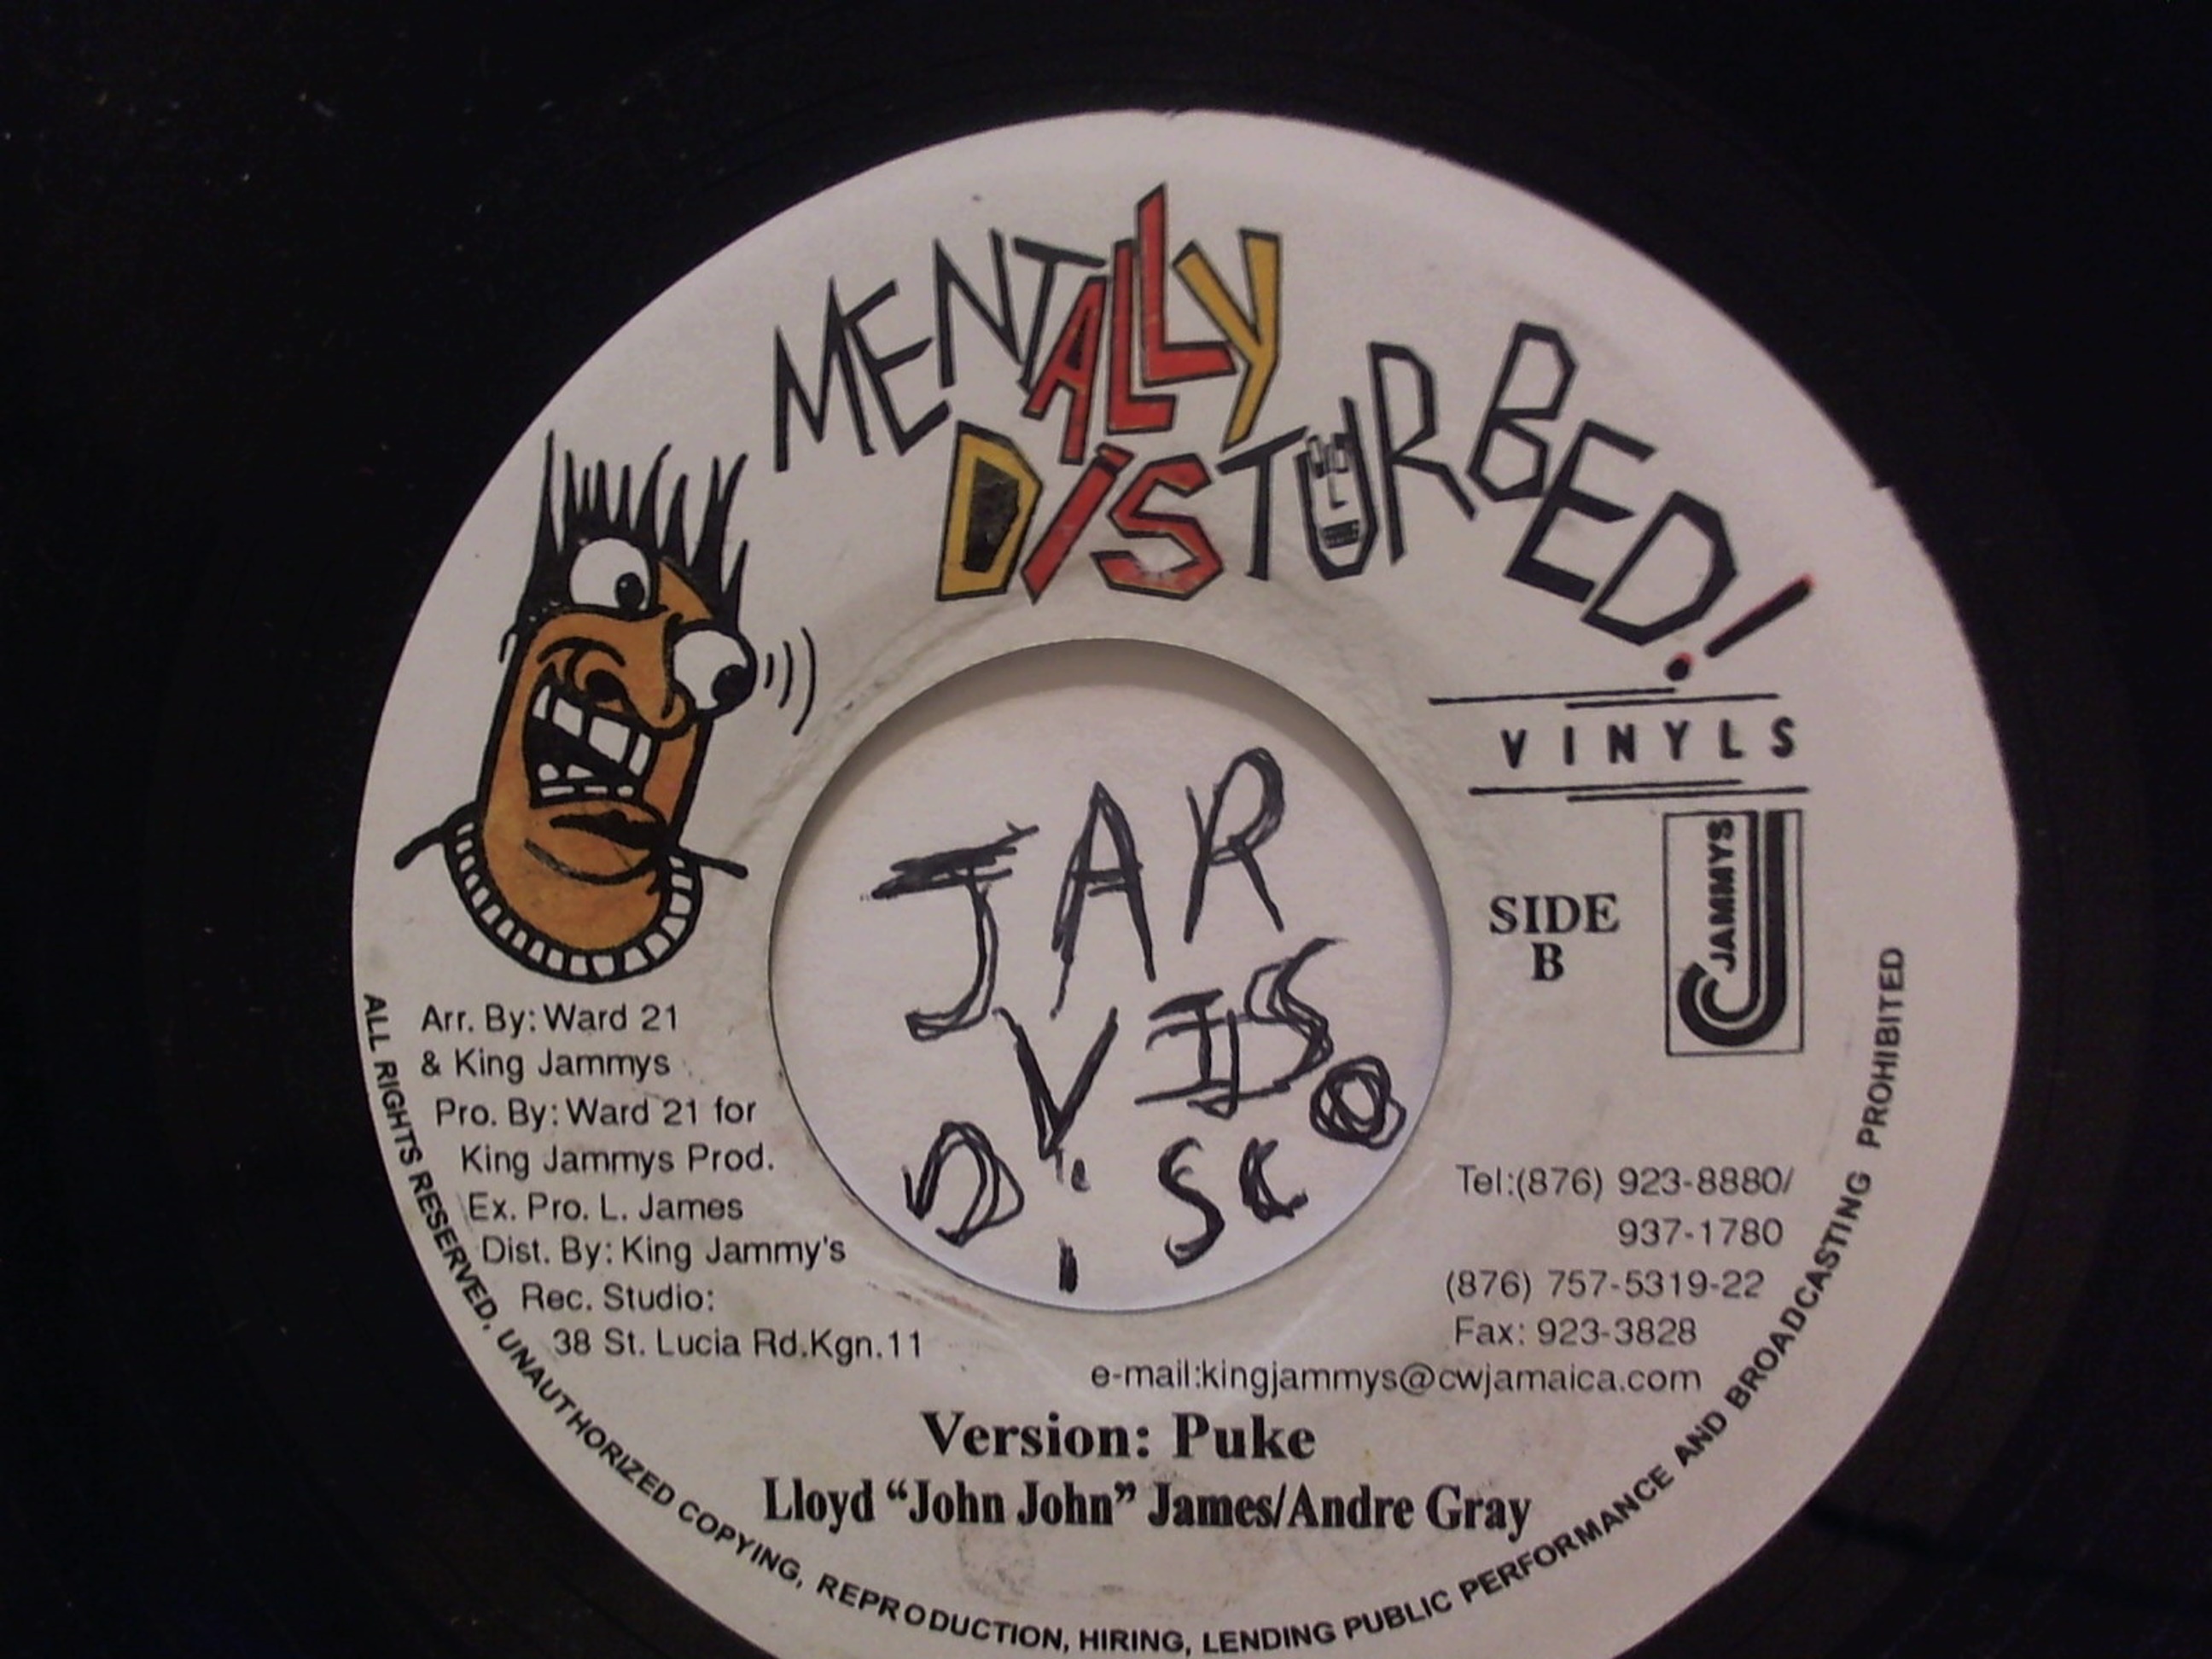 MENTALLY
DISTURBED!
VINYLS
JAMMYS
SIDE
B
JAR
VIS
DiSCO
Arr. By: Ward 21
& King Jammys
Pro. By: Ward 21 for
King Jammys Prod.
Ex. Pro. L. James
Dist. By: King Jammy's
Rec. Studio:
38 St. Lucia Rd.Kgn.11
Tel:(876) 923-8880/
937-1780
(876) 757-5319-22
Fax: 923-3828
e-mail:kingjammys@cwjamaica.com
Version: Puke
Lloyd “John John” James/Andre Gray
ALL RIGHTS RESERVED, UNAUTHORIZED COPYING, REPRODUCTION, HIRING, LENDING PUBLIC PERFORMANCE AND BROADCASTING PROHIBITED